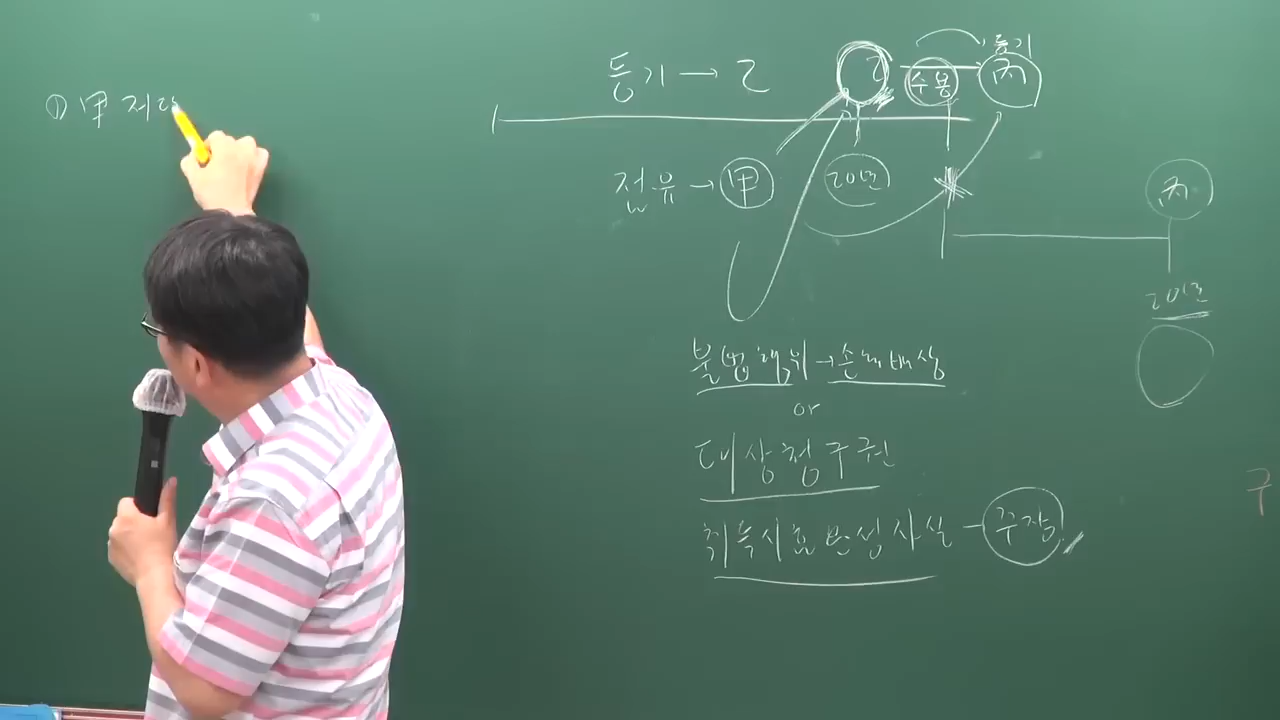 ① 甲 저당
등기 → 乙
乙 수용 丙 등기
점유 → 甲 20년
丙
20년
불법행위 → 손해배상
or
대상청구권
취득시효 완성사실 - 주장
구